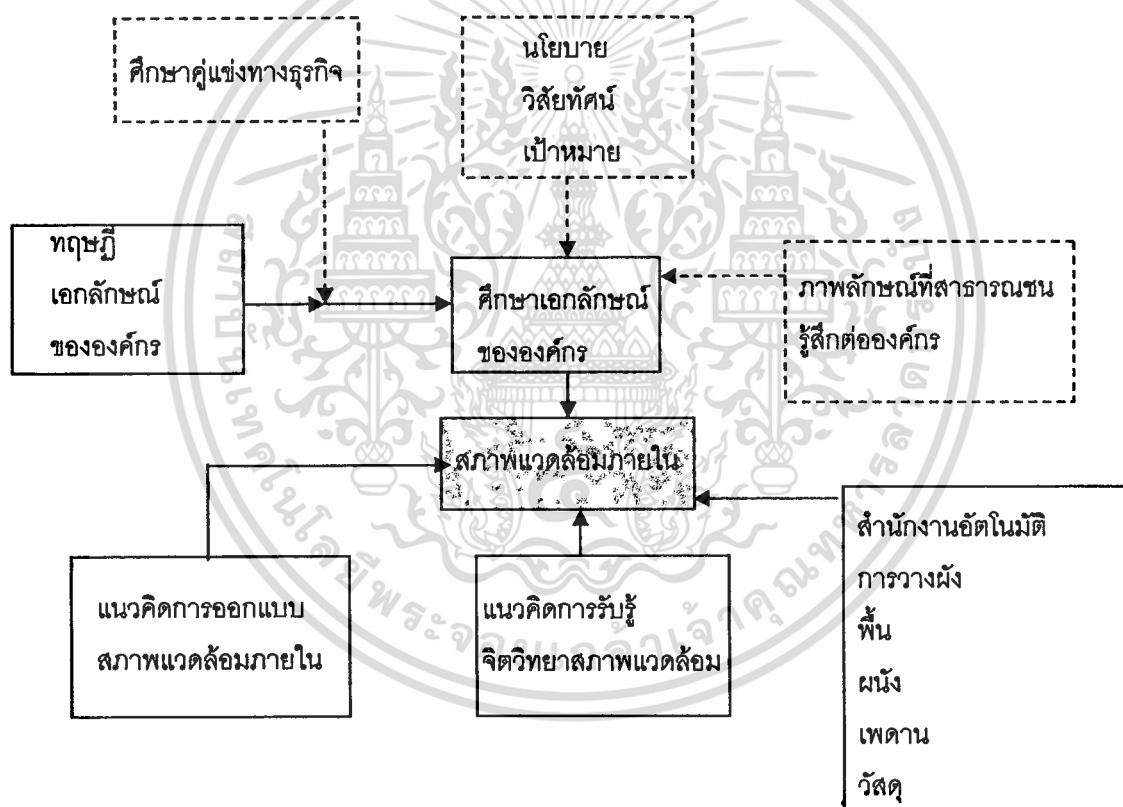 ศึกษาคู่แข่งทางธุรกิจ
นโยบาย
วิสัยทัศน์
เป้าหมาย
ทฤษฎี
เอกลักษณ์
ขององค์กร
ศึกษาเอกลักษณ์
ขององค์กร
ภาพลักษณ์ที่สาธารณชน
รู้สึกต่อองค์กร
สภาพแวดล้อมภายใน
แนวคิดการออกแบบ
สภาพแวดล้อมภายใน
แนวคิดการรับรู้
จิตวิทยาสภาพแวดล้อม
สำนักงานอัตโนมัติ
การวางผัง
พื้น
ผนัง
เพดาน
วัสดุ